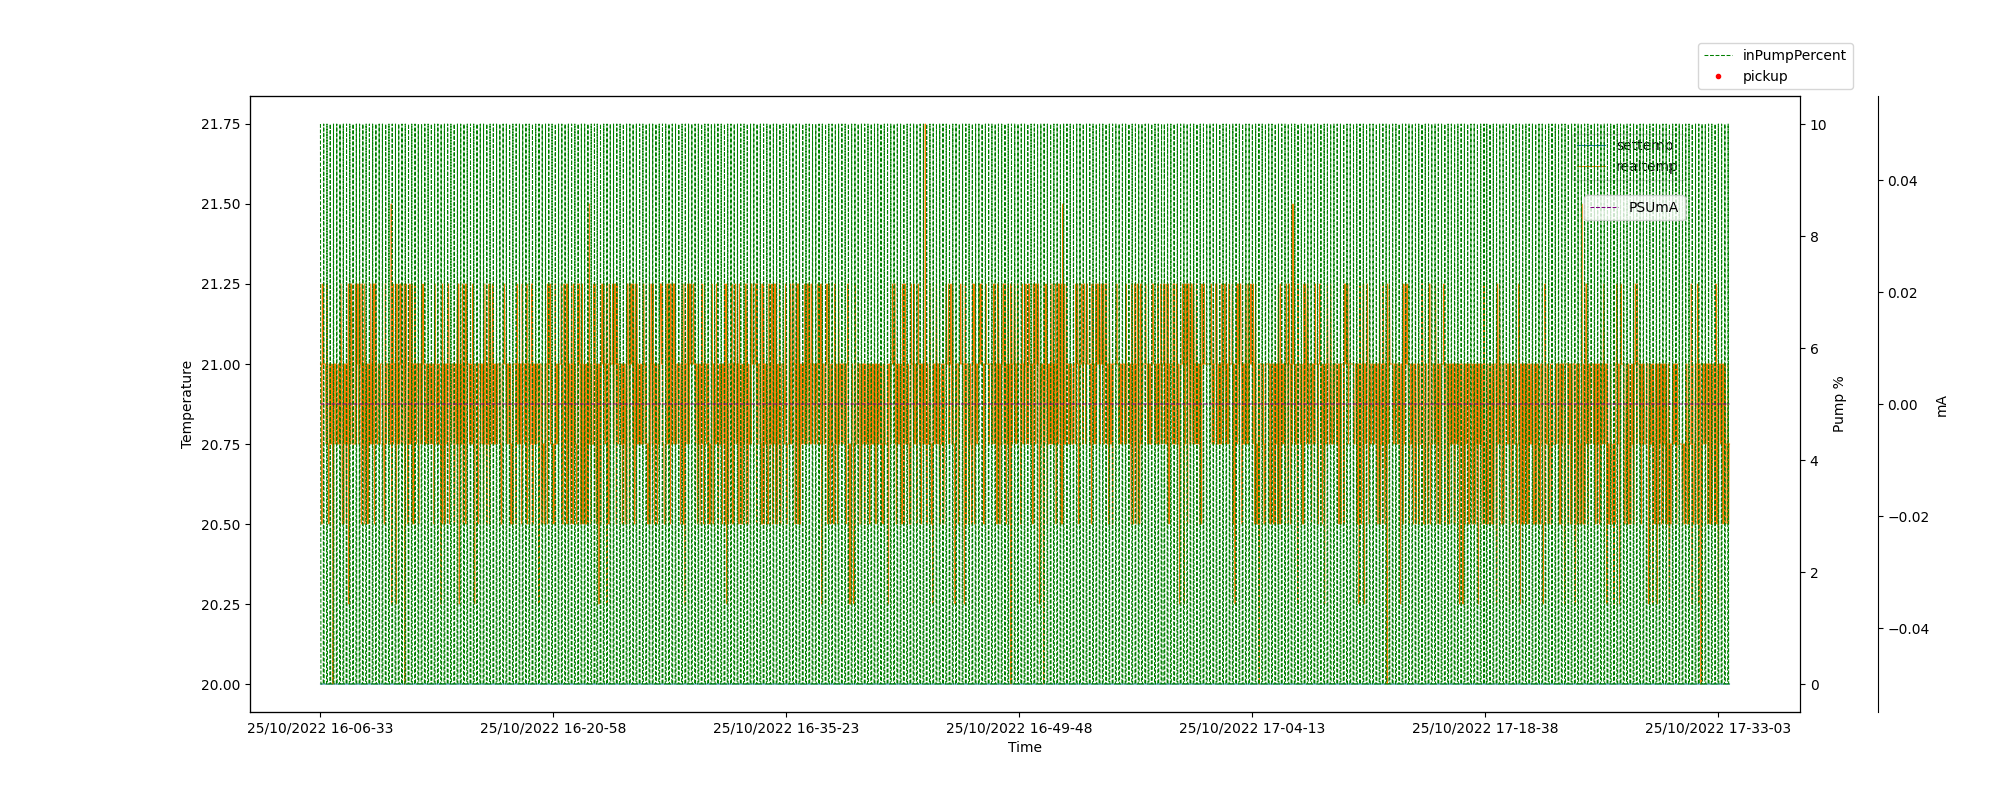 inPumpPercent
pickup
21.75
21.50
21.25
21.00
20.75
20.50
20.25
20.00
Temperature
settemp
realtemp
PSUmA
10
8
6
4
2
0
Pump %
0.04
0.02
0.00
−0.02
−0.04
mA
25/10/2022 16-06-33
25/10/2022 16-20-58
25/10/2022 16-35-23
25/10/2022 16-49-48
25/10/2022 17-04-13
25/10/2022 17-18-38
25/10/2022 17-33-03
Time